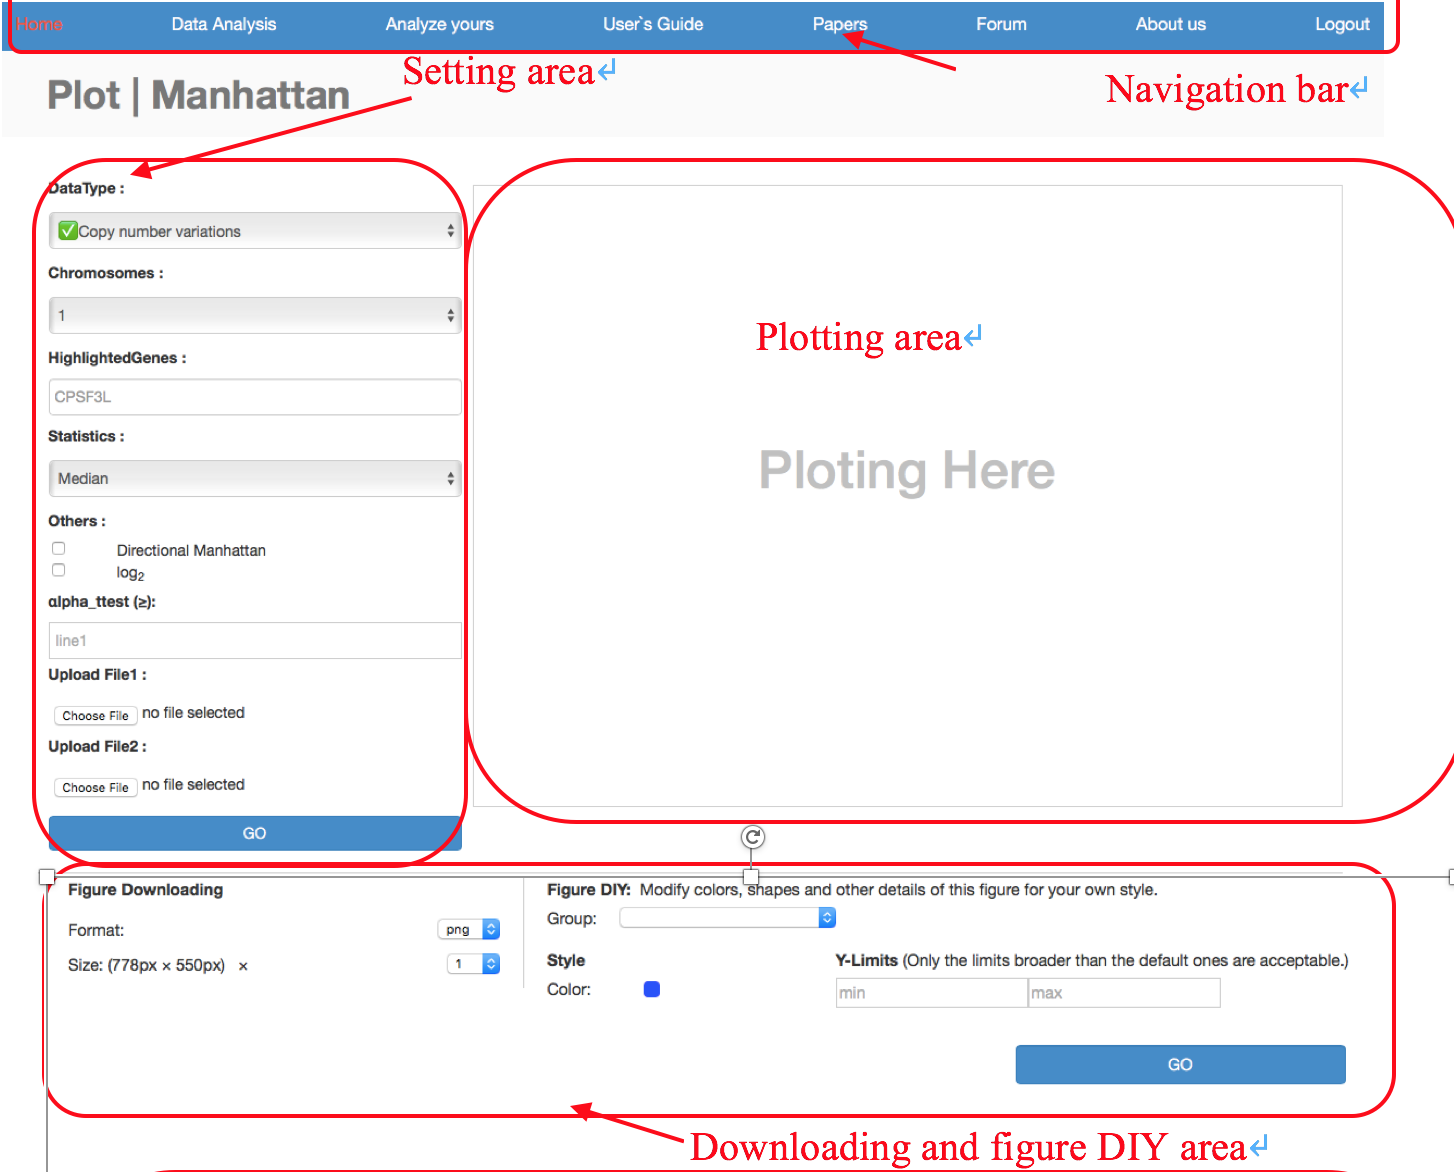 Home Data Analysis Analyze yours User`s Guide Papers Forum About us Logout
Setting area↵
Navigation bar↵
Plot | Manhattan
DataType :
✅Copy number variations
Chromosomes :
1
HighlightedGenes :
CPSF3L
Statistics :
Median
Others :
Directional Manhattan
log₂
alpha_ttest (≥):
line1
Upload File1 :
Choose File no file selected
Upload File2 :
Choose File no file selected
GO
Plotting area↵
Ploting Here
Figure Downloading
Format: png
Size: (778px × 550px) × 1
Figure DIY: Modify colors, shapes and other details of this figure for your own style.
Group:
Style
Color:
Y-Limits (Only the limits broader than the default ones are acceptable.)
min max
GO
Downloading and figure DIY area↵